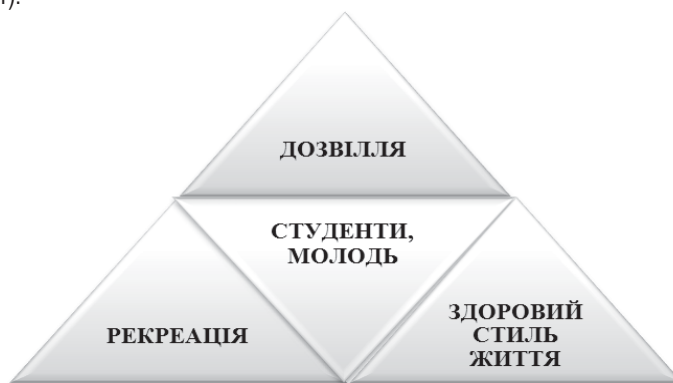 ).
ДОЗВІЛЛЯ
СТУДЕНТИ,
МОЛОДЬ
РЕКРЕАЦІЯ
ЗДОРОВИЙ
СТИЛЬ
ЖИТТЯ